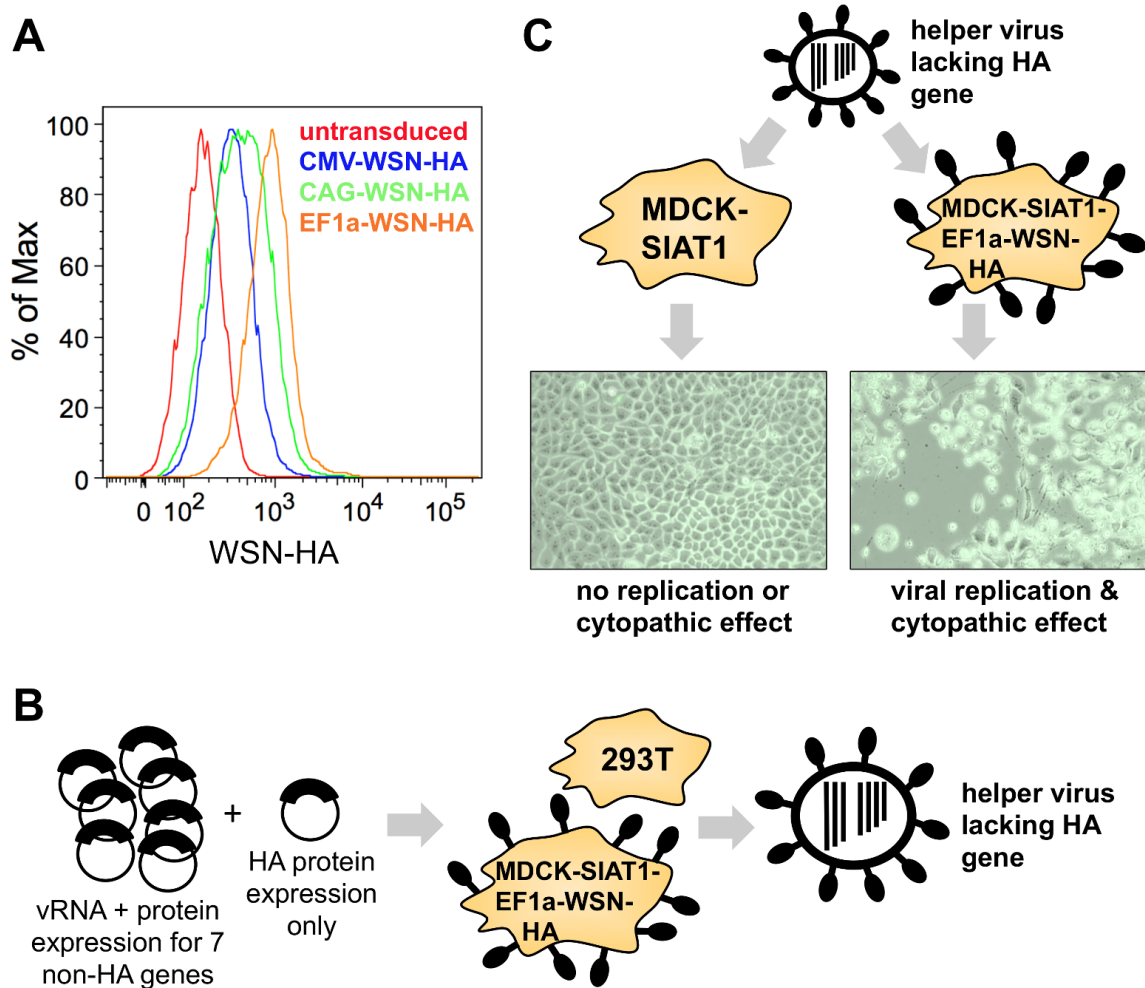 A
untransduced
CMV-WSN-HA
CAG-WSN-HA
EF1a-WSN-HA
% of Max
100
80
60
40
20
0
0 10² 10³ 10⁴ 10⁵
WSN-HA
C
helper virus
lacking HA
gene
MDCK-
SIAT1
MDCK-SIAT1-
EF1a-WSN-
HA
no replication or
cytopathic effect
viral replication &
cytopathic effect
B
+
vRNA + protein
expression for 7
non-HA genes
HA protein
expression
only
293T
MDCK-SIAT1-
EF1a-WSN-
HA
helper virus
lacking HA
gene